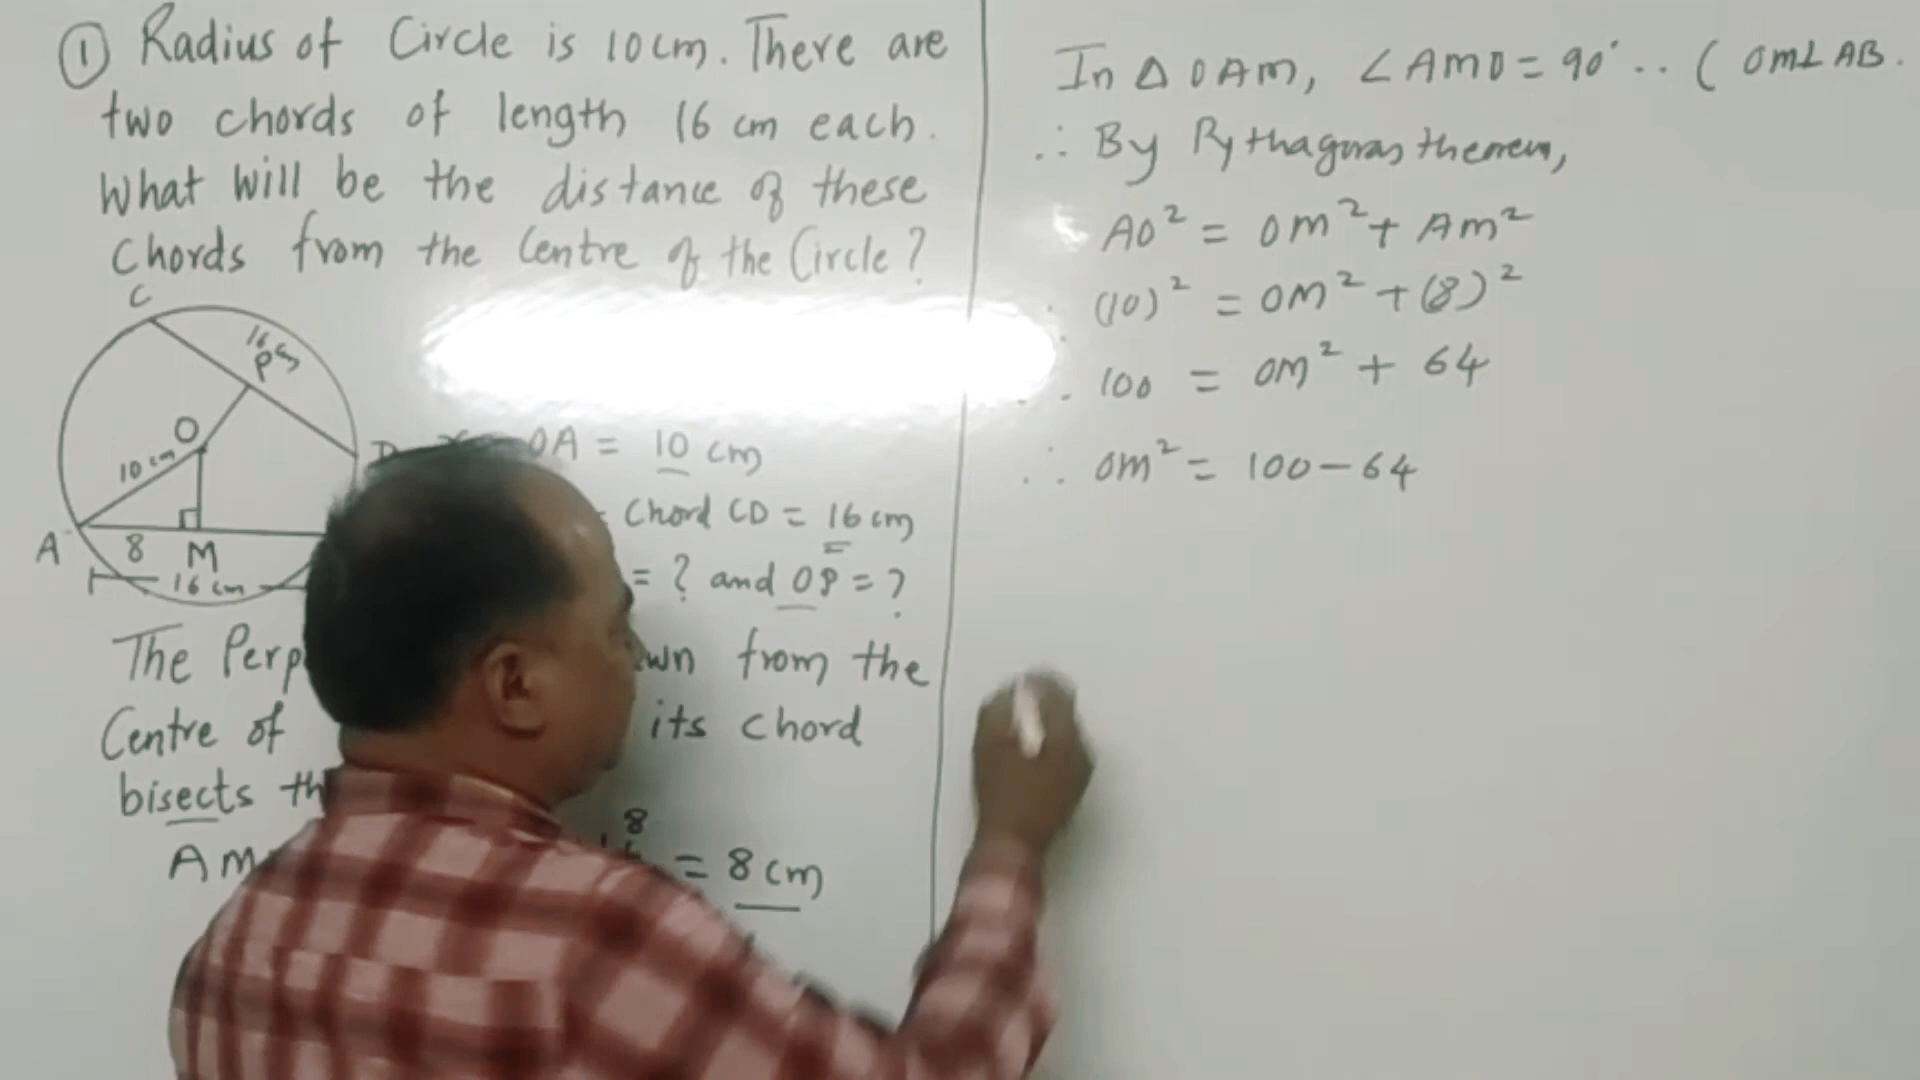 ① Radius of Circle is 10cm. There are
two chords of length 16 cm each.
What will be the distance of these
Chords from the Centre of the Circle?
C
16 cm
P
O
10 cm
A
8
M
16 cm
OA = 10 cm
Chord CD = 16 cm
= ? and OP = ?
The from the
Centre of its chord
bisects
8
AM = 8 cm
In △ OAM, ∠AMO = 90° .. ( OM⊥AB.
∴ By Pythagoras theorem,
AO² = OM² + AM²
∴ (10)² = OM² + (8)²
∴ 100 = OM² + 64
∴ OM² = 100 - 64